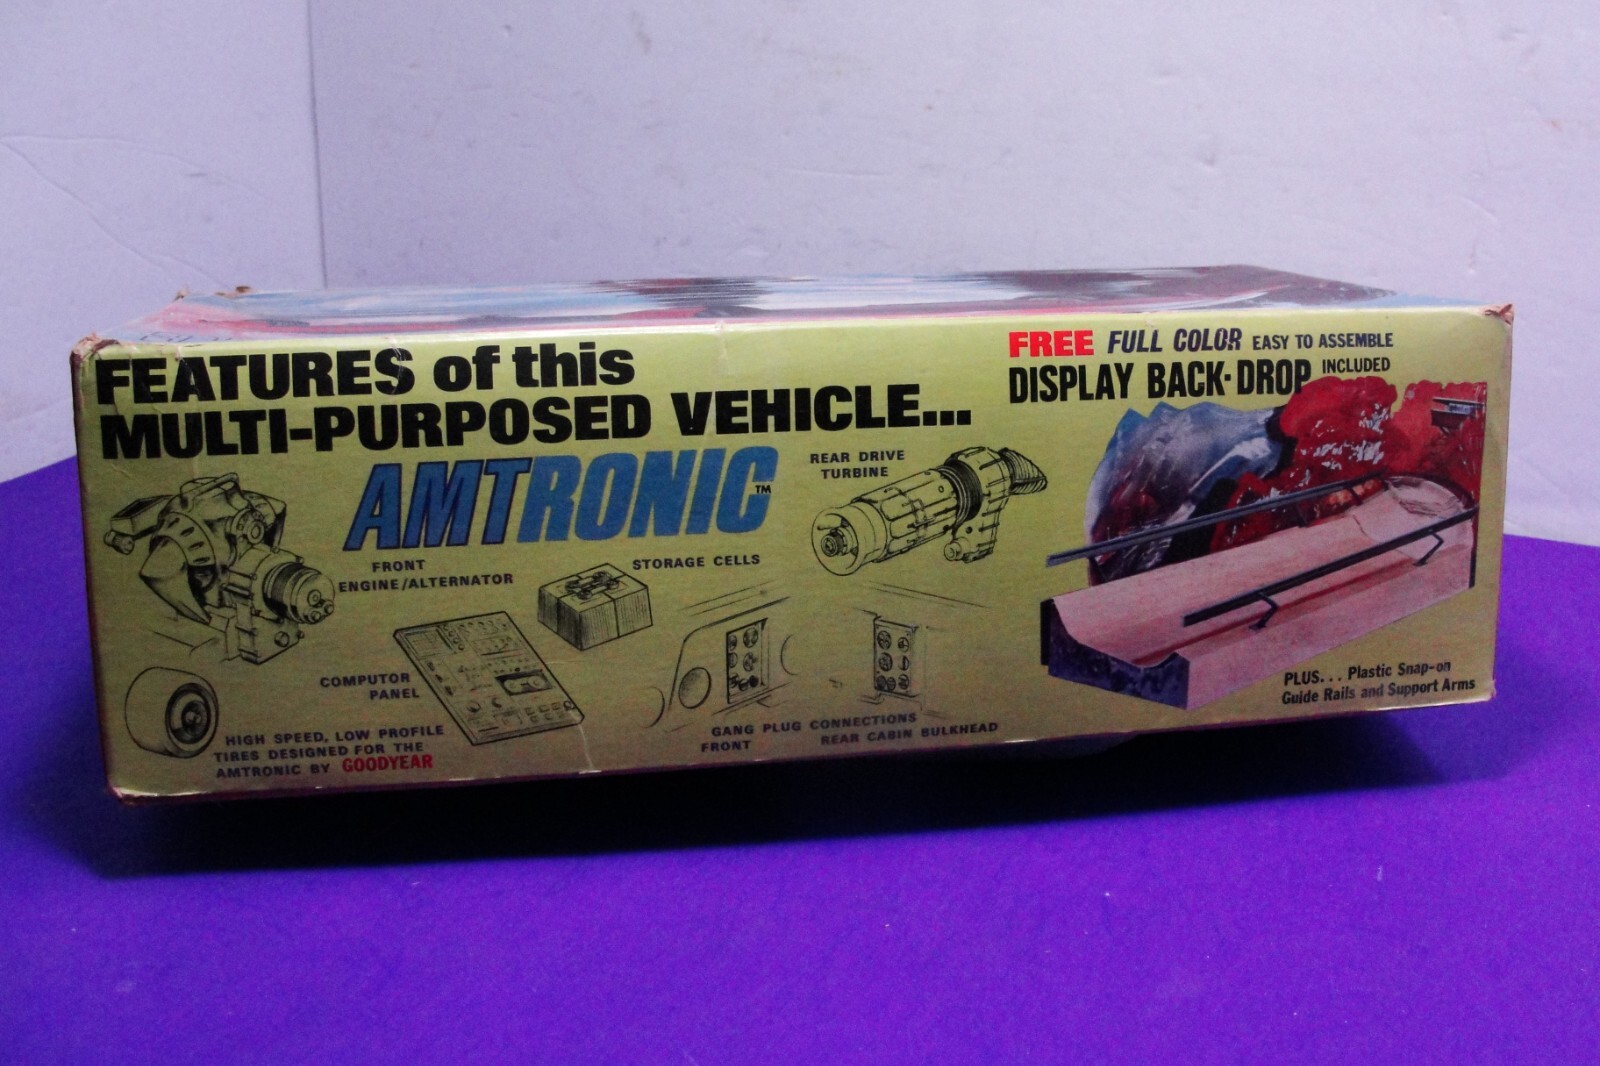 FEATURES of this
MULTI-PURPOSED VEHICLE...
AMTRONIC™
FRONT
ENGINE/ALTERNATOR
STORAGE CELLS
REAR DRIVE
TURBINE
COMPUTOR
PANEL
HIGH SPEED, LOW PROFILE
TIRES DESIGNED FOR THE
AMTRONIC BY GOODYEAR
GANG PLUG CONNECTIONS
FRONT REAR CABIN BULKHEAD
FREE FULL COLOR EASY TO ASSEMBLE
DISPLAY BACK-DROP INCLUDED
PLUS... Plastic Snap-on
Guide Rails and Support Arms